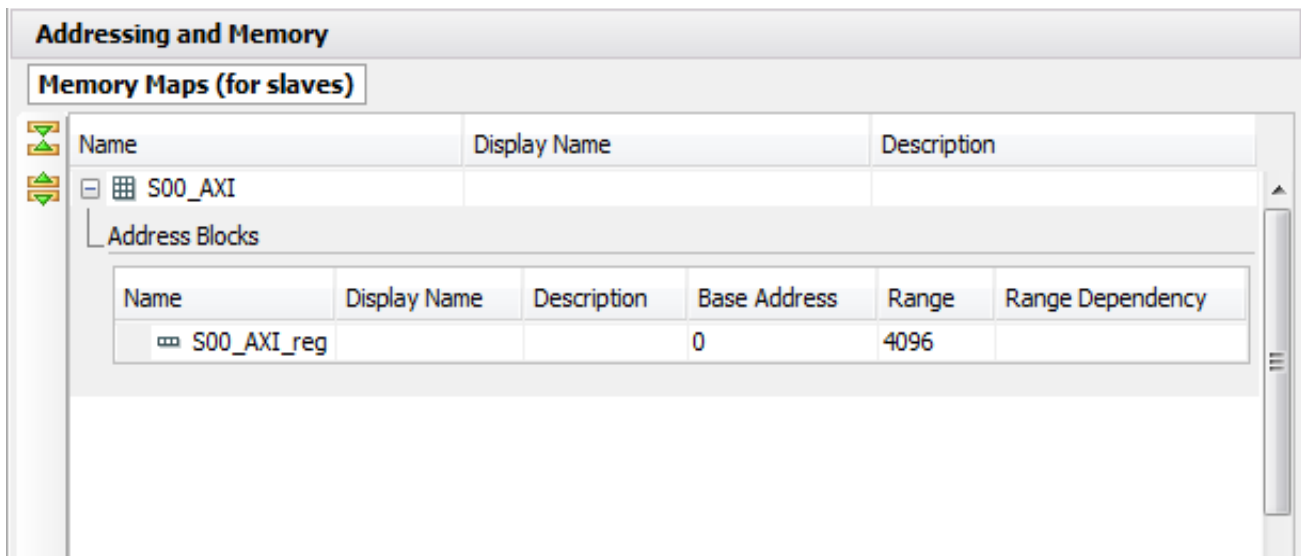 Addressing and Memory
Memory Maps (for slaves)
Name Display Name Description
S00_AXI
Address Blocks
Name Display Name Description Base Address Range Range Dependency
S00_AXI_reg 0 4096